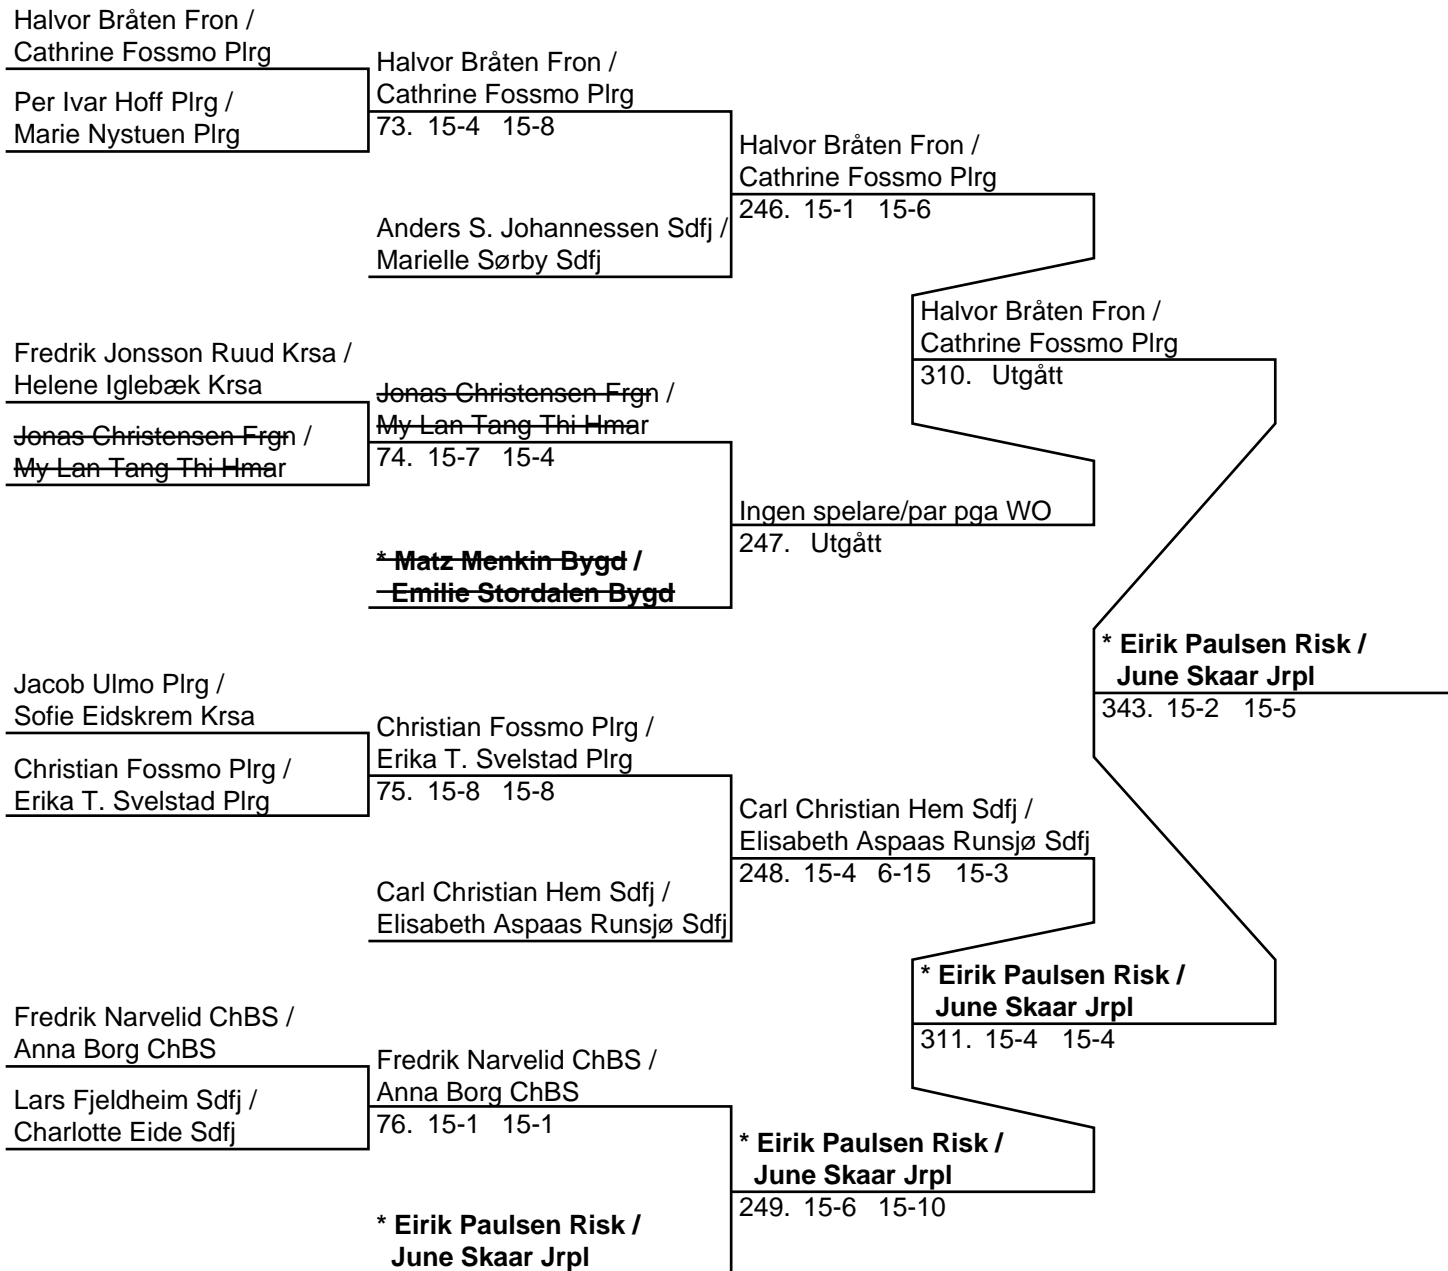 Halvor Bråten Fron /
Cathrine Fossmo Plrg
Per Ivar Hoff Plrg /
Marie Nystuen Plrg
Halvor Bråten Fron /
Cathrine Fossmo Plrg
73. 15-4 15-8
Anders S. Johannessen Sdfj /
Marielle Sørby Sdfj
Halvor Bråten Fron /
Cathrine Fossmo Plrg
246. 15-1 15-6
Fredrik Jonsson Ruud Krsa /
Helene Iglebæk Krsa
Jonas Christensen Frgn /
My Lan Tang Thi Hmar
Jonas Christensen Frgn /
My Lan Tang Thi Hmar
74. 15-7 15-4
* Matz Menkin Bygd /
Emilie Stordalen Bygd
Ingen spelare/par pga WO
247. Utgått
Halvor Bråten Fron /
Cathrine Fossmo Plrg
310. Utgått
Jacob Ulmo Plrg /
Sofie Eidskrem Krsa
Christian Fossmo Plrg /
Erika T. Svelstad Plrg
Christian Fossmo Plrg /
Erika T. Svelstad Plrg
75. 15-8 15-8
Carl Christian Hem Sdfj /
Elisabeth Aspaas Runsjø Sdfj
Carl Christian Hem Sdfj /
Elisabeth Aspaas Runsjø Sdfj
248. 15-4 6-15 15-3
Fredrik Narvelid ChBS /
Anna Borg ChBS
Lars Fjeldheim Sdfj /
Charlotte Eide Sdfj
Fredrik Narvelid ChBS /
Anna Borg ChBS
76. 15-1 15-1
* Eirik Paulsen Risk /
June Skaar Jrpl
* Eirik Paulsen Risk /
June Skaar Jrpl
249. 15-6 15-10
* Eirik Paulsen Risk /
June Skaar Jrpl
311. 15-4 15-4
* Eirik Paulsen Risk /
June Skaar Jrpl
343. 15-2 15-5